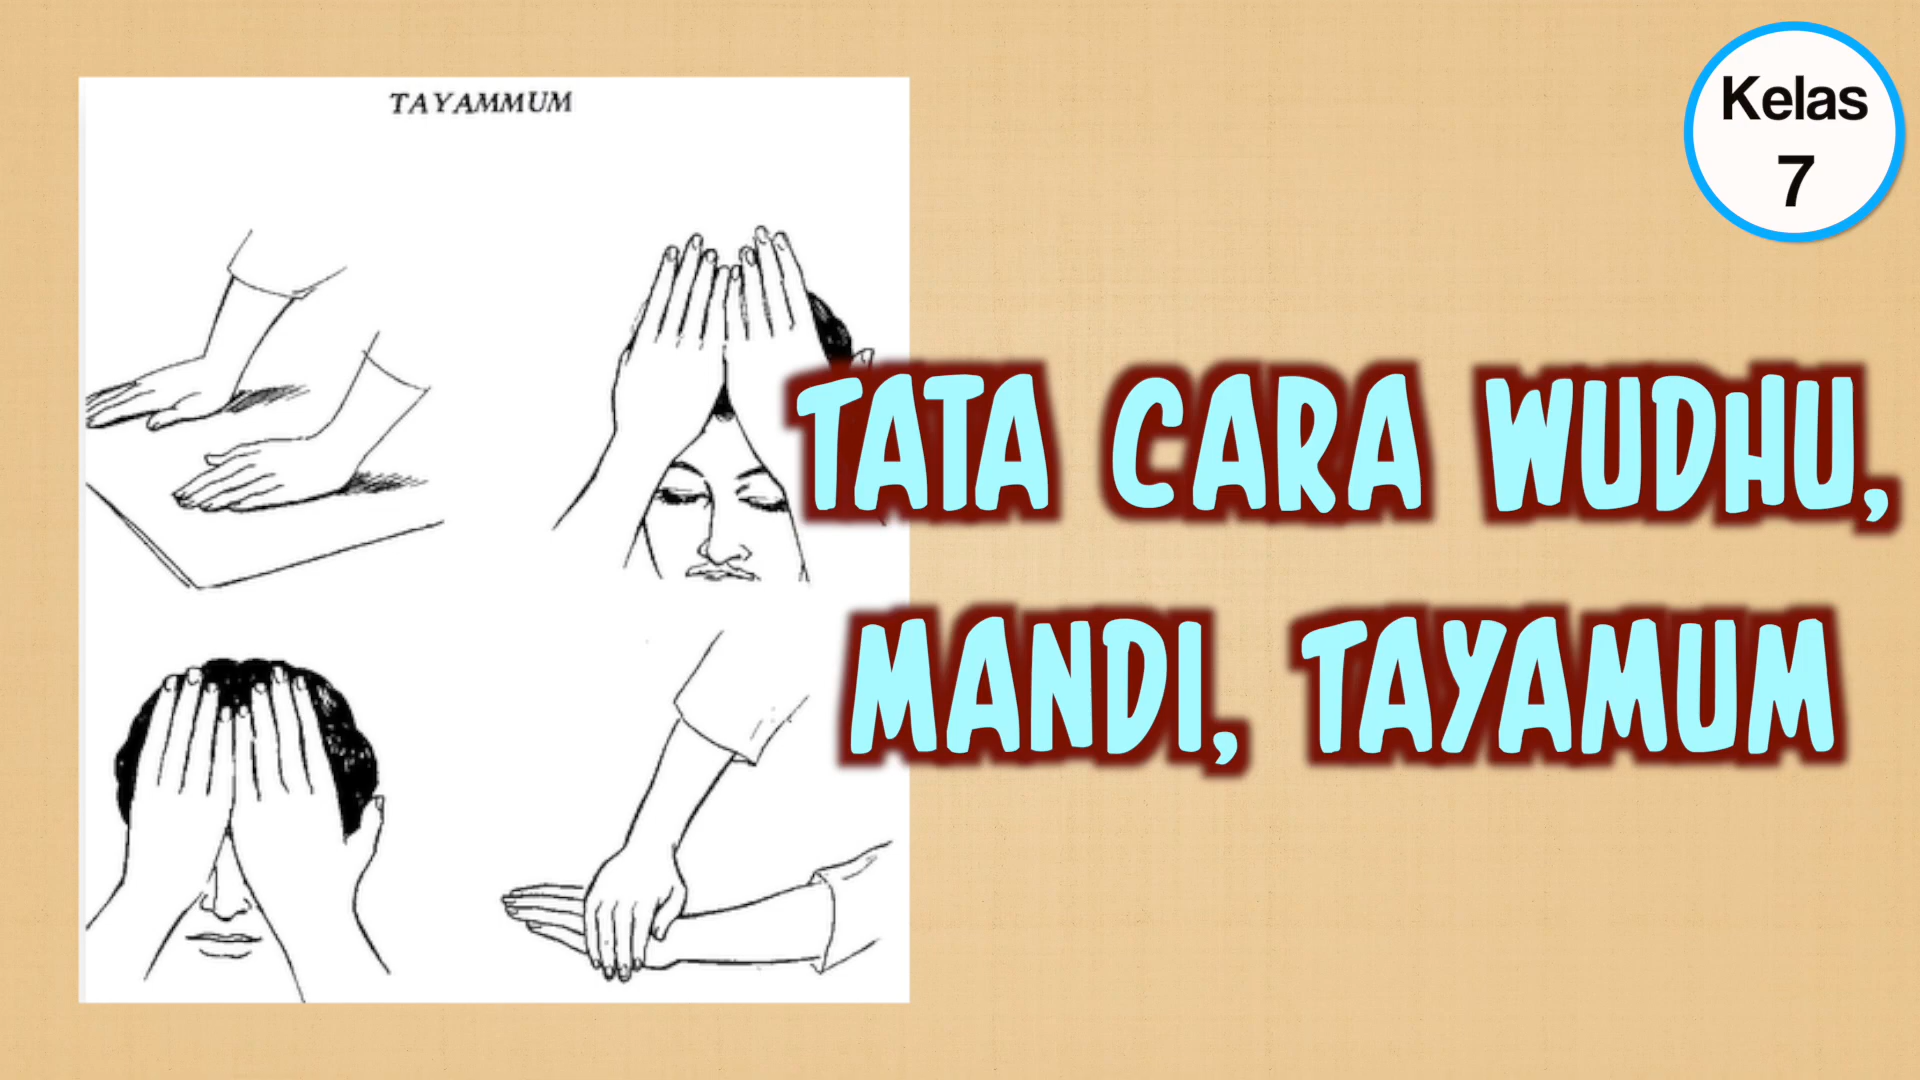 TAYAMMUM
Kelas
7
TATA CARA WUDHU,
MANDI, TAYAMUM